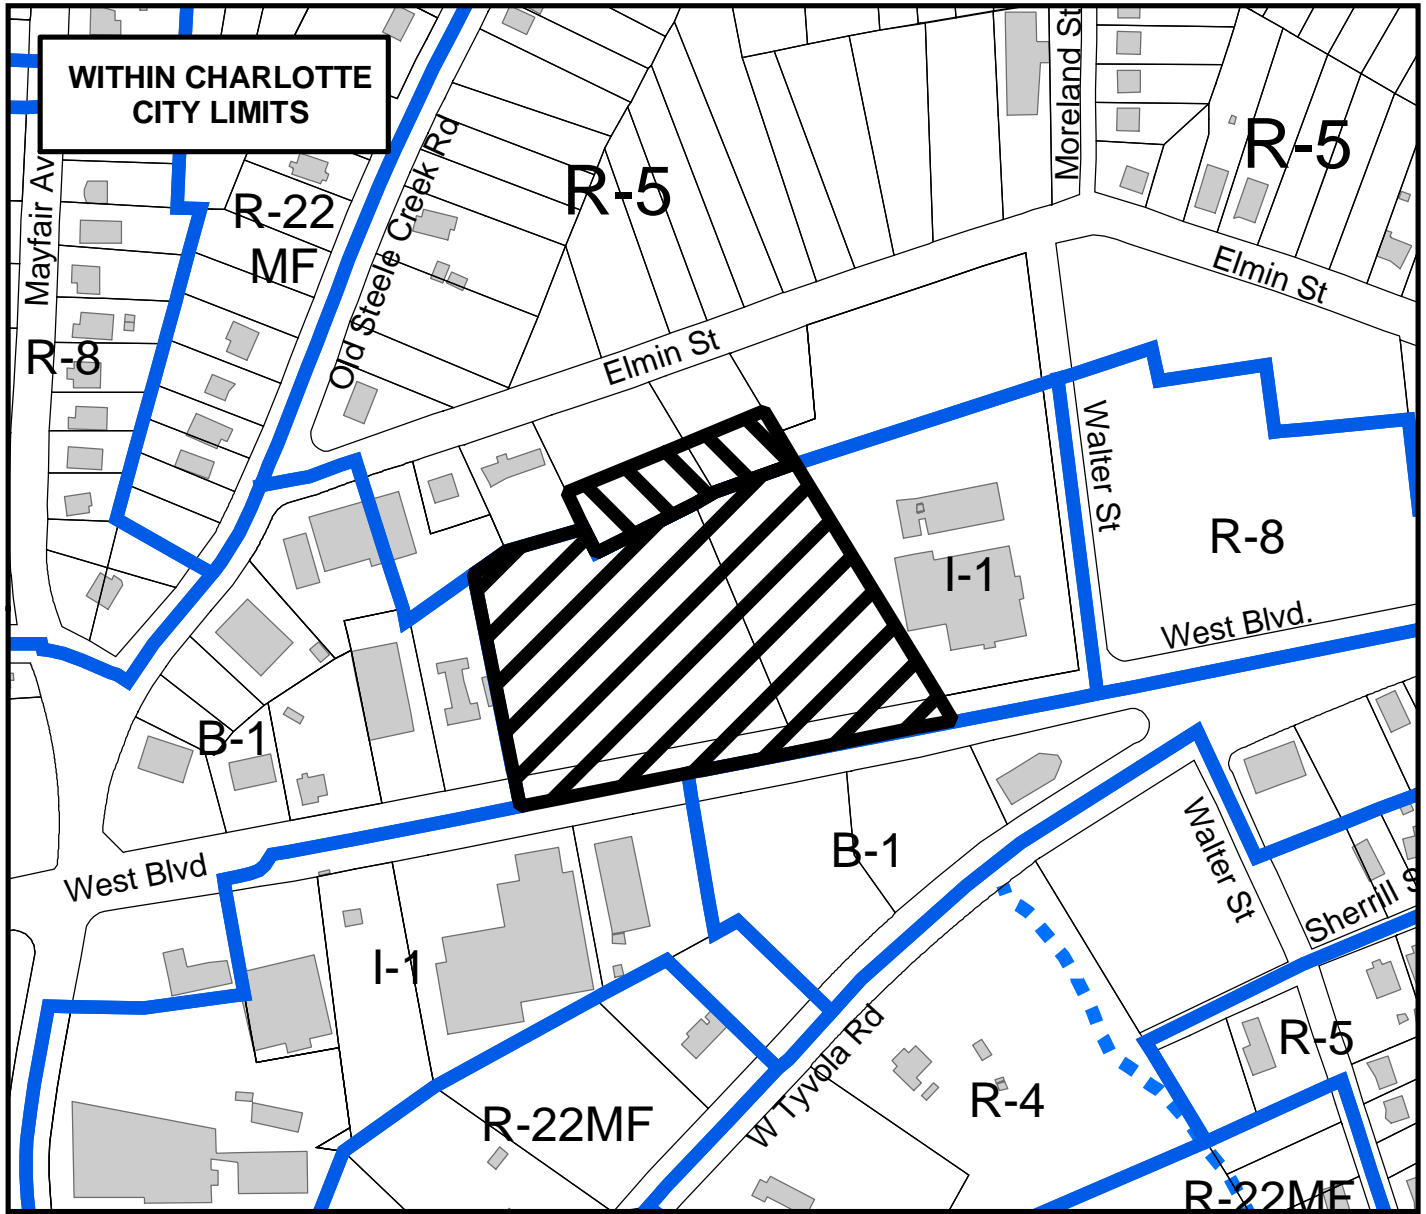 WITHIN CHARLOTTE
CITY LIMITS
Moreland St
R-5
R-5
Mayfair Av
R-22
MF
Old Steele Creek Rd
Elmin St
Elmin St
R-8
Walter St
R-8
I-1
West Blvd.
B-1
B-1
West Blvd
Walter St
Sherrill
I-1
W Tyvola Rd
R-5
R-4
R-22MF
R-22MF